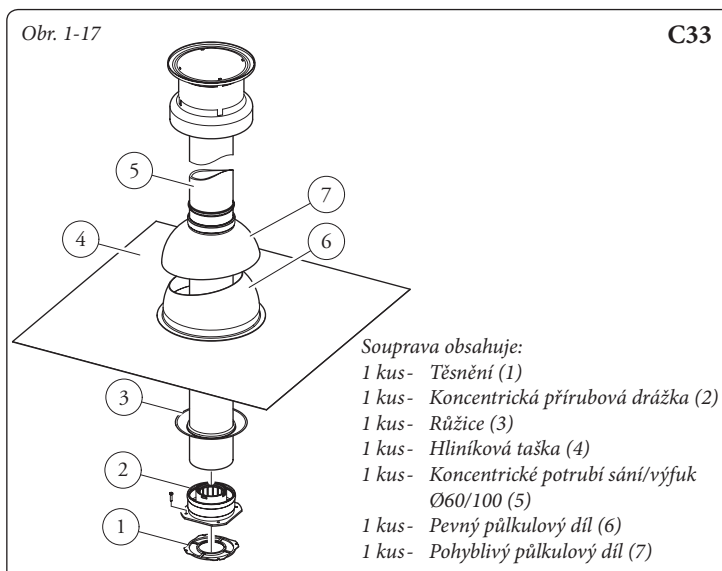 Obr. 1-17
C33
5
7
4
6
3
2
1
Souprava obsahuje:
1 kus- Těsnění (1)
1 kus- Koncentrická přírubová drážka (2)
1 kus- Růžice (3)
1 kus- Hliníková taška (4)
1 kus- Koncentrické potrubí sání/výfuk
Ø60/100 (5)
1 kus- Pevný půlkulový díl (6)
1 kus- Pohyblivý půlkulový díl (7)